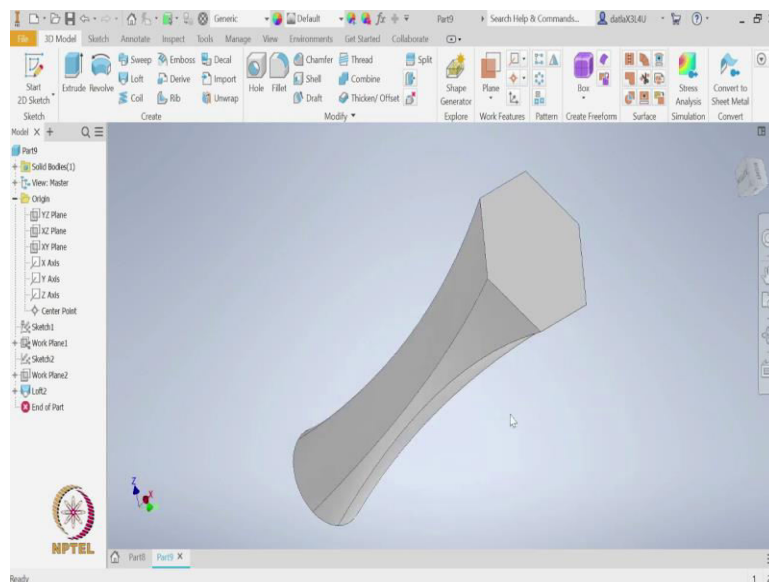 Generic Default fx Part9 Search Help & Commands... datlaX3L4U
File 3D Model Sketch Annotate Inspect Tools Manage View Environments Get Started Collaborate
Start 2D Sketch Extrude Revolve Sweep Emboss Decal Hole Fillet Chamfer Thread Split Shape Generator Plane Box Stress Analysis Convert to Sheet Metal
Loft Derive Import Shell Combine
Coil Rib Unwrap Draft Thicken/ Offset
Sketch Create Modify Explore Work Features Pattern Create Freeform Surface Simulation Convert
Model X +
Part9
Solid Bodies(1)
View: Master
Origin
YZ Plane
XZ Plane
XY Plane
X Axis
Y Axis
Z Axis
Center Point
Sketch1
Work Plane1
Sketch2
Work Plane2
Loft2
End of Part
Z
X
NPTEL
Part8 Part9 X
Ready 1